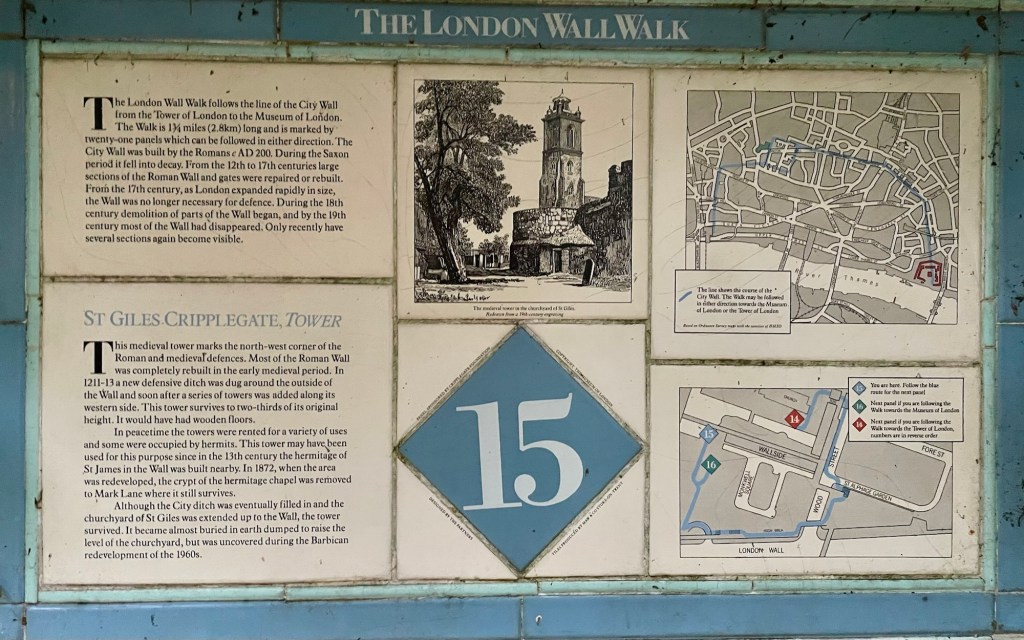 THE LONDON WALL WALK
The London Wall Walk follows the line of the City Wall
from the Tower of London to the Museum of London.
The Walk is 1¾ miles (2.8km) long and is marked by
twenty-one panels which can be followed in either direction. The
City Wall was built by the Romans c AD 200. During the Saxon
period it fell into decay. From the 12th to 17th centuries large
sections of the Roman Wall and gates were repaired or rebuilt.
From the 17th century, as London expanded rapidly in size,
the Wall was no longer necessary for defence. During the 18th
century demolition of parts of the Wall began, and by the 19th
century most of the Wall had disappeared. Only recently have
several sections again become visible.
ST GILES CRIPPLEGATE, TOWER
This medieval tower marks the north-west corner of the
Roman and medieval defences. Most of the Roman Wall
was completely rebuilt in the early medieval period. In
1211-13 a new defensive ditch was dug around the outside of
the Wall and soon after a series of towers was added along its
western side. This tower survives to two-thirds of its original
height. It would have had wooden floors.
In peacetime the towers were rented for a variety of uses
and some were occupied by hermits. This tower may have been
used for this purpose since in the 13th century the hermitage of
St James in the Wall was built nearby. In 1872, when the area
was redeveloped, the crypt of the hermitage chapel was removed
to Mark Lane where it still survives.
Although the City ditch was eventually filled in and the
churchyard of St Giles was extended up to the Wall, the tower
survived. It became almost buried in earth dumped to raise the
level of the churchyard, but was uncovered during the Barbican
redevelopment of the 1960s.
The medieval tower in the churchyard of St Giles.
Redrawn from a 19th century engraving
15
River Thames
The line shows the course of the
City Wall. The Walk may be followed
in either direction towards the Museum
of London or the Tower of London
15 You are here. Follow the blue
route for the next panel
16 Next panel if you are following the
Walk towards the Museum of London
14 Next panel if you are following the
Walk towards the Tower of London,
numbers are in reverse order
14
15
16
WALLSIDE
MONKWELL
SQUARE
WOOD
STREET
FORE ST
ST ALPHAGE GARDEN
HIGH WALK
LONDON WALL